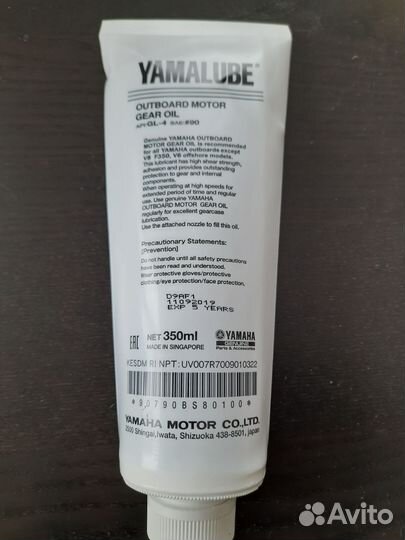 YAMALUBE®
OUTBOARD MOTOR
GEAR OIL
API:GL-4 SAE:#90
Genuine YAMAHA OUTBOARD
MOTOR GEAR OIL is recommended
for all YAMAHA outboards except
V8 F350, V6 offshore models.
This lubricant has high shear strength,
adhesion and provides outstanding
protection to gear and internal
components.
When operating at high speeds for
extended period of time and regular
use. Use genuine YAMAHA
OUTBOARD MOTOR GEAR OIL
regularly for excellent gearcase
lubrication.
Use the attached nozzle to fill this oil.
Precautionary Statements:
[Prevention]
Do not handle until all safety precautions
have been read and understood.
Wear protective gloves/protective
clothing/eye protection/face protection.
D9AF1
11092019
EXP 5 YEARS
EAC NET 350ml
MADE IN SINGAPORE
YAMAHA
GENUINE
Parts & Accessories
KESDM RI NPT: UV007R7009010322
*90790BS80100*
YAMAHA MOTOR CO.,LTD.
2500 Shingai,Iwata, Shizuoka 438-8501, japan
Avito